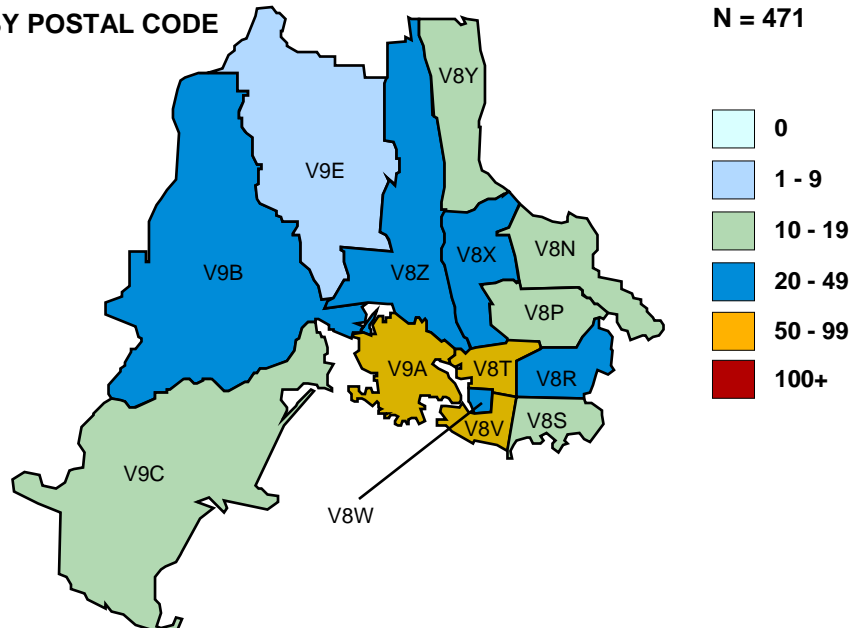 BY POSTAL CODE
N = 471
0
1 - 9
10 - 19
20 - 49
50 - 99
100+
V8Y
V9E
V8N
V8X
V9B
V8Z
V8P
V9A
V8T
V8R
V8S
V8V
V9C
V8W